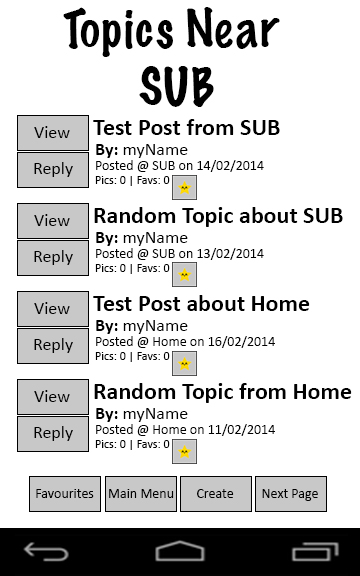 Topics Near
SUB
View
Test Post from SUB
By: myName
Reply
Posted @ SUB on 14/02/2014
Pics: 0 | Favs: 0
View
Random Topic about SUB
By: myName
Reply
Posted @ SUB on 13/02/2014
Pics: 0 | Favs: 0
View
Test Post about Home
By: myName
Reply
Posted @ Home on 16/02/2014
Pics: 0 | Favs: 0
View
Random Topic from Home
By: myName
Reply
Posted @ Home on 11/02/2014
Pics: 0 | Favs: 0
Favourites Main Menu Create Next Page